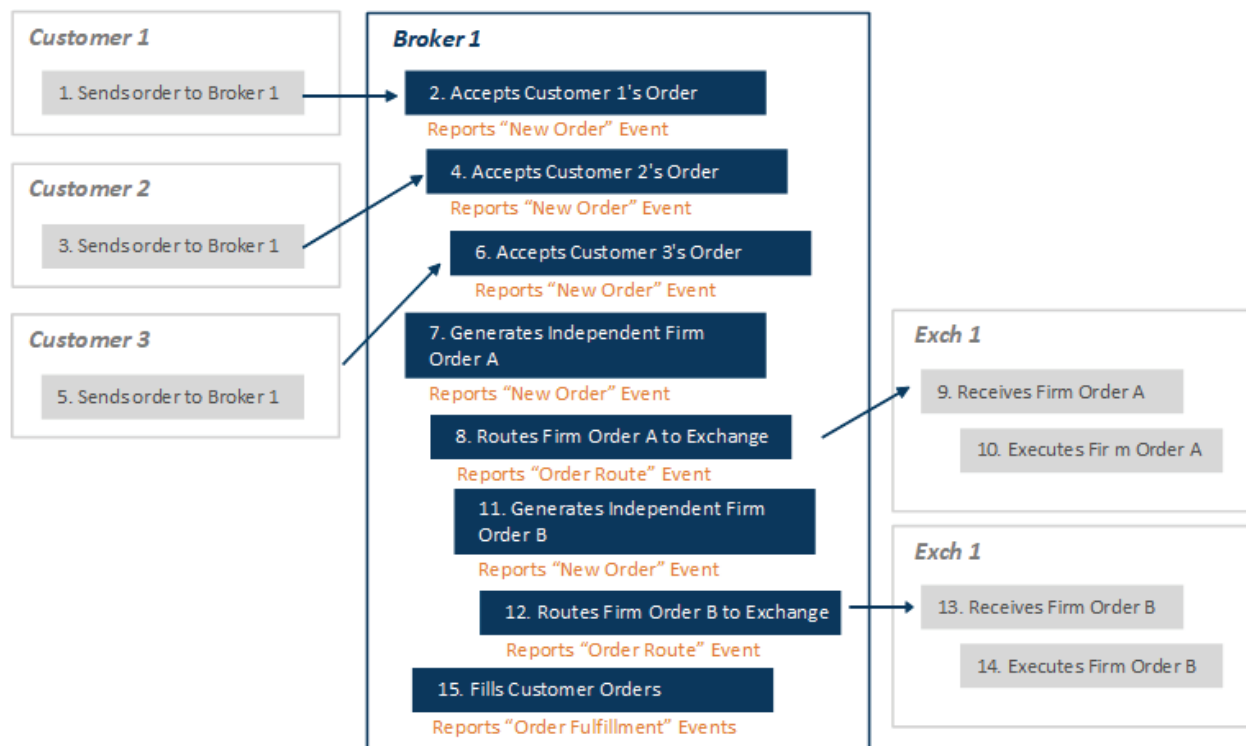 Customer 1
1. Sends order to Broker 1
Customer 2
3. Sends order to Broker 1
Customer 3
5. Sends order to Broker 1
Broker 1
2. Accepts Customer 1's Order
Reports “New Order” Event
4. Accepts Customer 2's Order
Reports “New Order” Event
6. Accepts Customer 3's Order
Reports “New Order” Event
7. Generates Independent Firm
Order A
Reports “New Order” Event
8. Routes Firm Order A to Exchange
Reports “Order Route” Event
11. Generates Independent Firm
Order B
Reports “New Order” Event
12. Routes Firm Order B to Exchange
Reports “Order Route” Event
15. Fills Customer Orders
Reports “Order Fulfillment” Events
Exch 1
9. Receives Firm Order A
10. Executes Fir m Order A
Exch 1
13. Receives Firm Order B
14. Executes Firm Order B